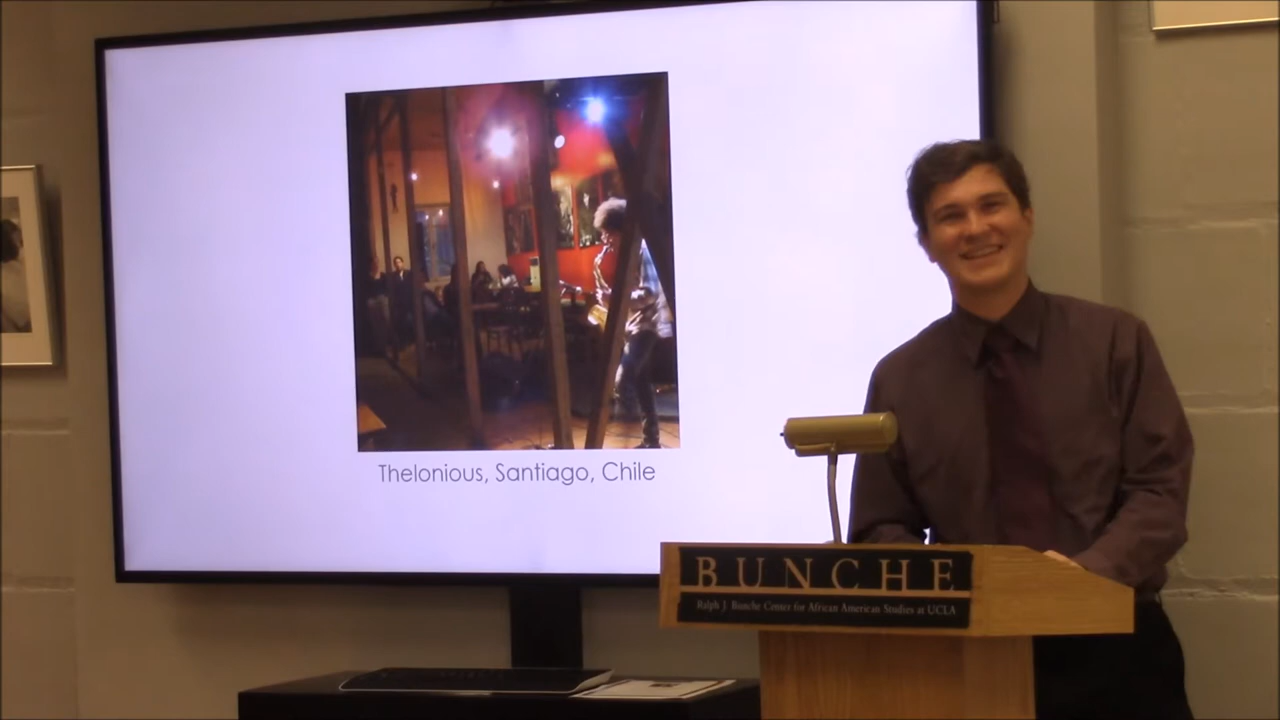 Thelonious, Santiago, Chile
BUNCHE
Ralph J. Bunche Center for African American Studies at UCLA